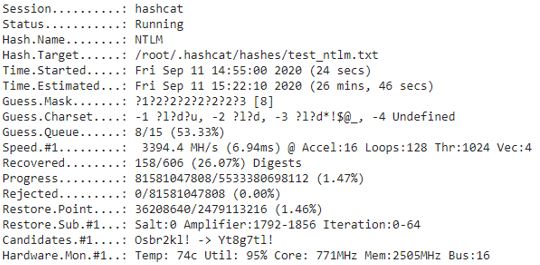 Session..........: hashcat
Status...........: Running
Hash.Name........: NTLM
Hash.Target......: /root/.hashcat/hashes/test_ntlm.txt
Time.Started.....: Fri Sep 11 14:55:00 2020 (24 secs)
Time.Estimated...: Fri Sep 11 15:22:10 2020 (26 mins, 46 secs)
Guess.Mask.......: ?1?2?2?2?2?2?2?3 [8]
Guess.Charset....: -1 ?l?d?u, -2 ?l?d, -3 ?l?d*!$@_, -4 Undefined
Guess.Queue......: 8/15 (53.33%)
Speed.#1.........:  3394.4 MH/s (6.94ms) @ Accel:16 Loops:128 Thr:1024 Vec:4
Recovered........: 158/606 (26.07%) Digests
Progress.........: 81581047808/5533380698112 (1.47%)
Rejected.........: 0/81581047808 (0.00%)
Restore.Point....: 36208640/2479113216 (1.46%)
Restore.Sub.#1...: Salt:0 Amplifier:1792-1856 Iteration:0-64
Candidates.#1....: Osbr2kl! -> Yt8g7tl!
Hardware.Mon.#1..: Temp: 74c Util: 95% Core: 771MHz Mem:2505MHz Bus:16